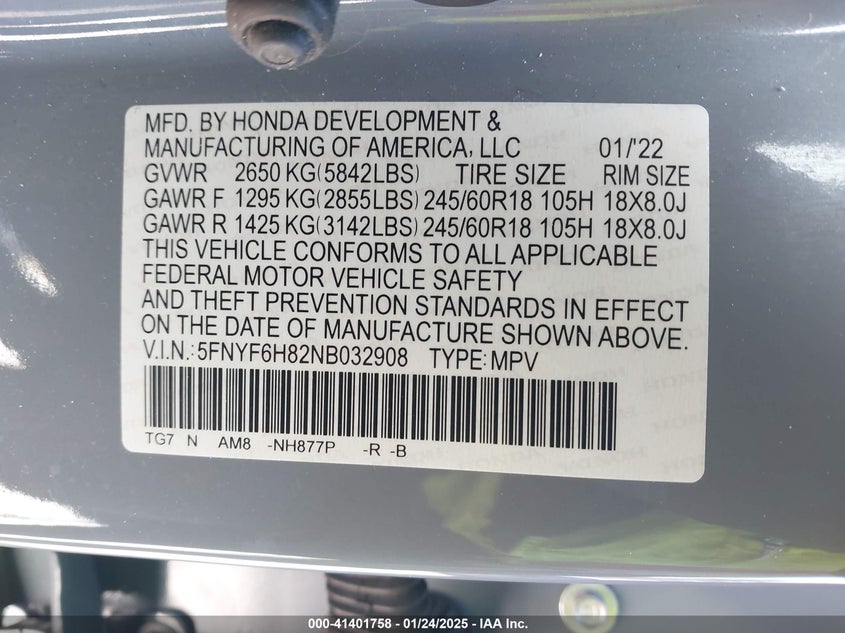 MFD. BY HONDA DEVELOPMENT &
MANUFACTURING OF AMERICA, LLC 01/'22
GVWR 2650 KG(5842LBS) TIRE SIZE RIM SIZE
GAWR F 1295 KG(2855LBS) 245/60R18 105H 18X8.0J
GAWR R 1425 KG(3142LBS) 245/60R18 105H 18X8.0J
THIS VEHICLE CONFORMS TO ALL APPLICABLE
FEDERAL MOTOR VEHICLE SAFETY
AND THEFT PREVENTION STANDARDS IN EFFECT
ON THE DATE OF MANUFACTURE SHOWN ABOVE.
V.I.N.:5FNYF6H82NB032908 TYPE:MPV
TG7 N AM8 -NH877P -R -B
000-41401758 - 01/24/2025 - IAA Inc.